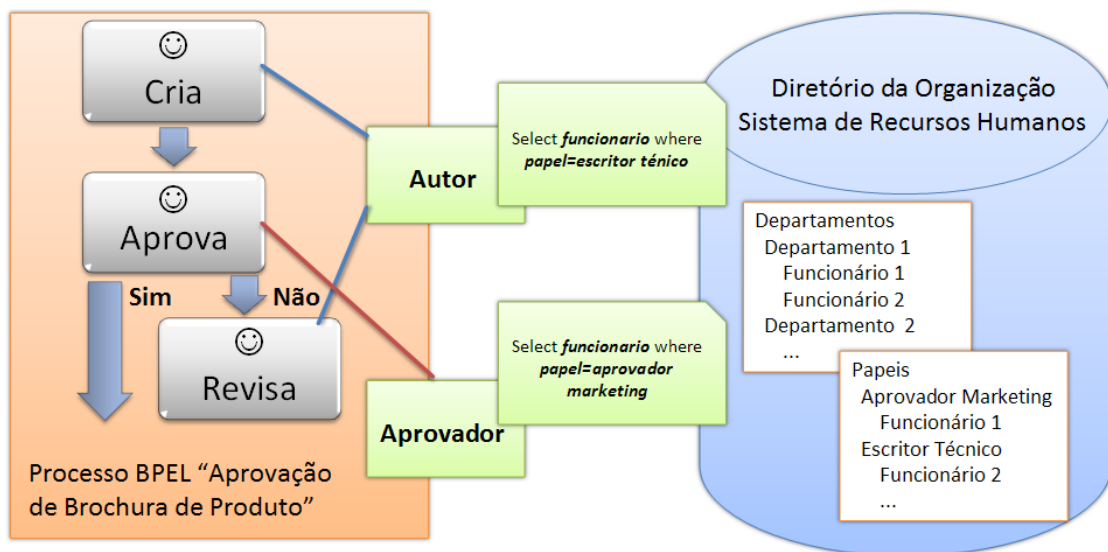 Cria
Aprova
Sim
Não
Revisa
Processo BPEL “Aprovação
de Brochura de Produto”
Autor
Select funcionario where
papel=escritor ténico
Aprovador
Select funcionario where
papel=aprovador
marketing
Diretório da Organização
Sistema de Recursos Humanos
Departamentos
Departamento 1
Funcionário 1
Funcionário 2
Departamento 2
...
Papeis
Aprovador Marketing
Funcionário 1
Escritor Técnico
Funcionário 2
...